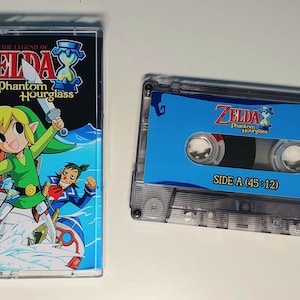 THE LEGEND OF
ZELDA
Phantom
Hourglass
ZELDA
Phantom
Hourglass
SIDE A (45:12)